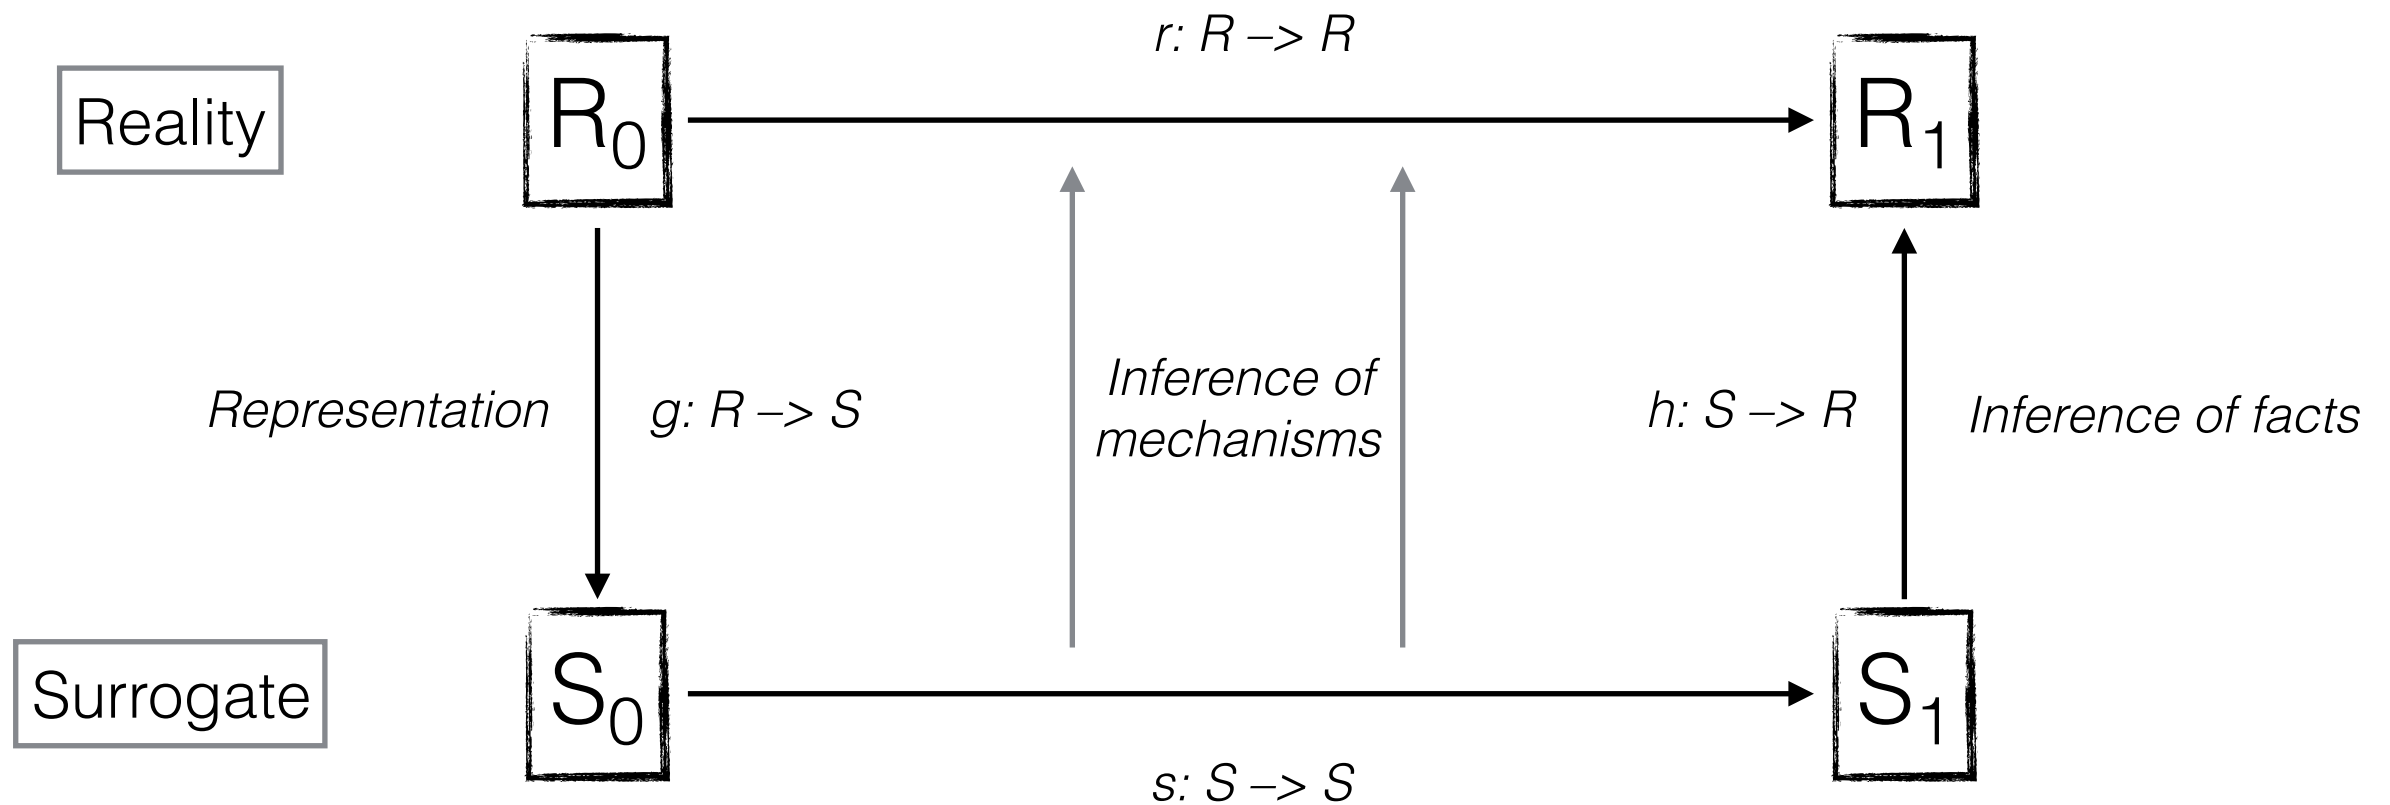 r: R –> R
Reality
R0
R1
Inference of
mechanisms
Representation
g: R –> S
h: S –> R
Inference of facts
Surrogate
S0
S1
s: S –> S